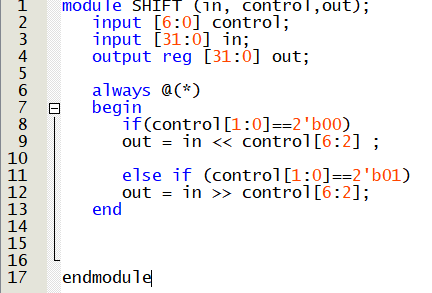 1 module SHIFT (in, control,out);
2 input [6:0] control;
3 input [31:0] in;
4 output reg [31:0] out;
5
6 always @(*)
7 begin
8 if(control[1:0]==2'b00)
9 out = in << control[6:2] ;
10
11 else if (control[1:0]==2'b01)
12 out = in >> control[6:2];
13 end
14
15
16
17 endmodule